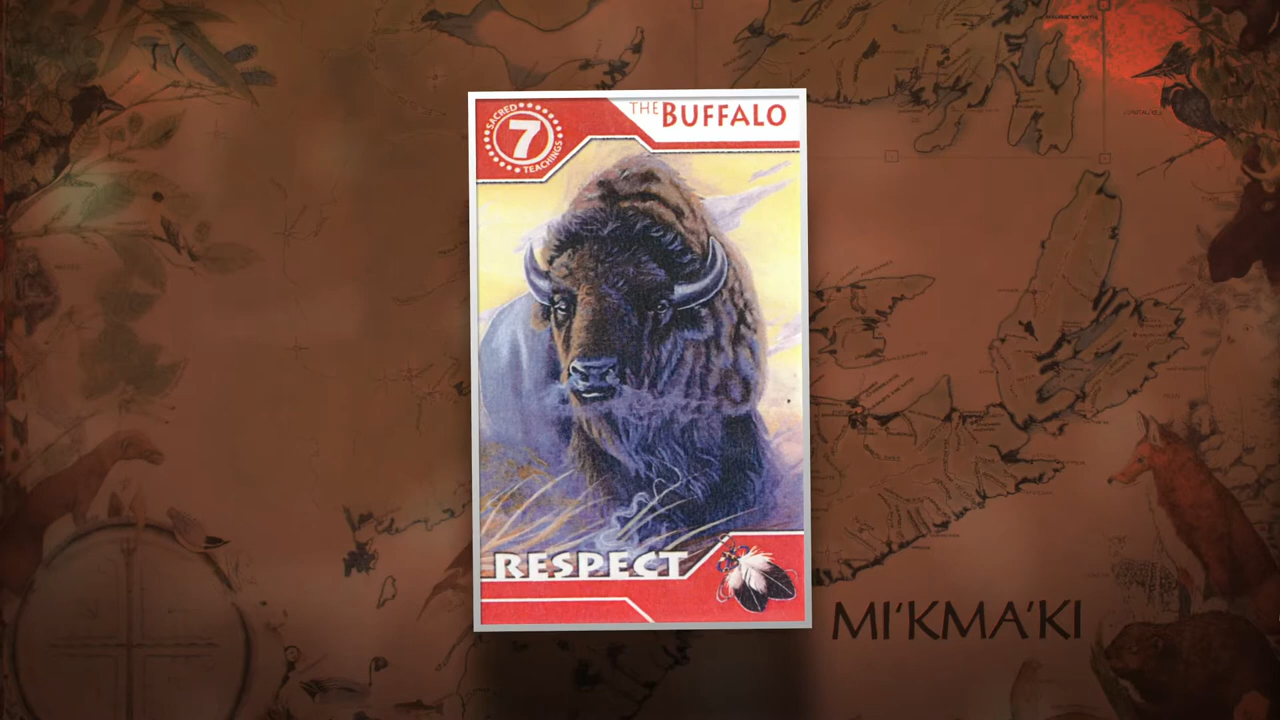 SACRED
7
TEACHINGS
THE BUFFALO
RESPECT
MI'KMA'KI